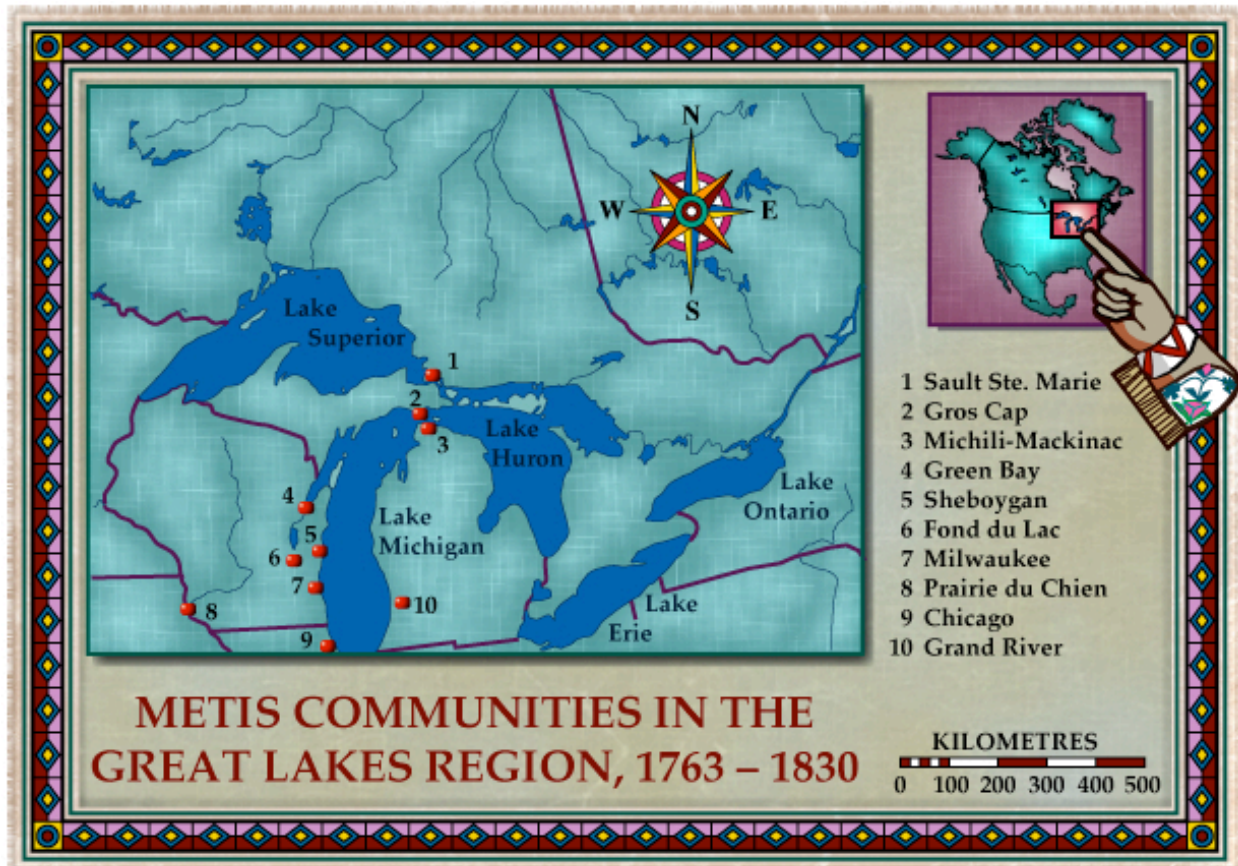 N
W
E
S
Lake
Superior
1
2
3
Lake
Huron
4
5
6
7
8
9
10
Lake
Michigan
Lake
Ontario
Lake
Erie
1 Sault Ste. Marie
2 Gros Cap
3 Michili-Mackinac
4 Green Bay
5 Sheboygan
6 Fond du Lac
7 Milwaukee
8 Prairie du Chien
9 Chicago
10 Grand River
METIS COMMUNITIES IN THE
GREAT LAKES REGION, 1763 – 1830
KILOMETRES
0 100 200 300 400 500